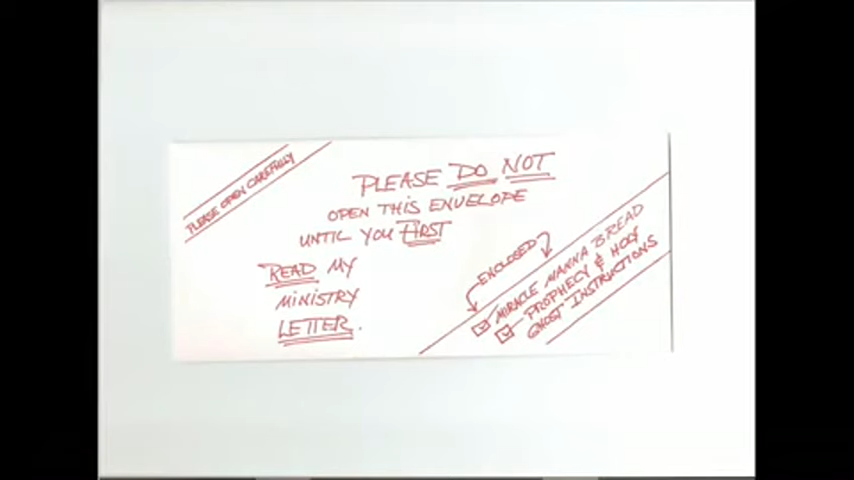 PLEASE OPEN CAREFULLY
PLEASE DO NOT
OPEN THIS ENVELOPE
UNTIL YOU FIRST
READ MY
MINISTRY
LETTER.
ENCLOSED
MIRACLE MANNA BREAD
PROPHECY & HOLY
GHOST INSTRUCTIONS